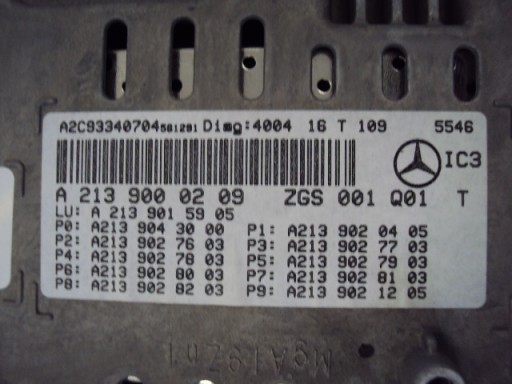 A2C93340704581281 Dimg:4004 16 T 109 5546
IC3
A 213 900 02 09 ZGS 001 Q01 T
LU: A 213 901 59 05
P0: A213 904 30 00 P1: A213 902 04 05
P2: A213 902 76 03 P3: A213 902 77 03
P4: A213 902 78 03 P5: A213 902 79 03
P6: A213 902 80 03 P7: A213 902 81 03
P8: A213 902 82 03 P9: A213 902 12 05
MgAl9Zn1